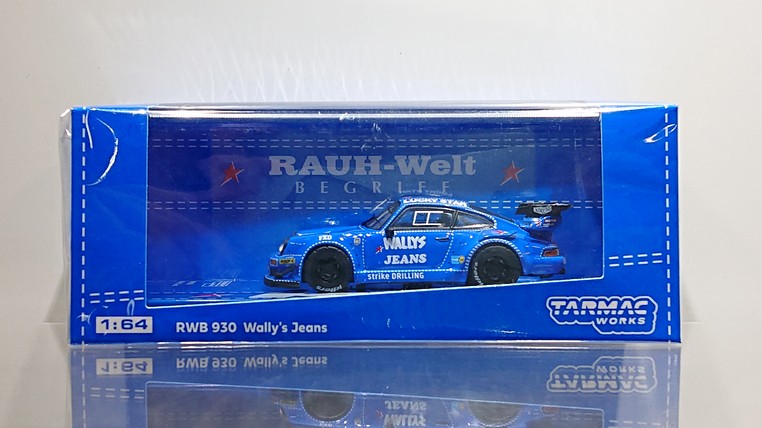 RAUH-Welt
BEGRIFF
LUCKY STAR
WALLYS
JEANS
strike DRILLING
1:64
RWB 930 Wally's Jeans
TARMAC
WORKS